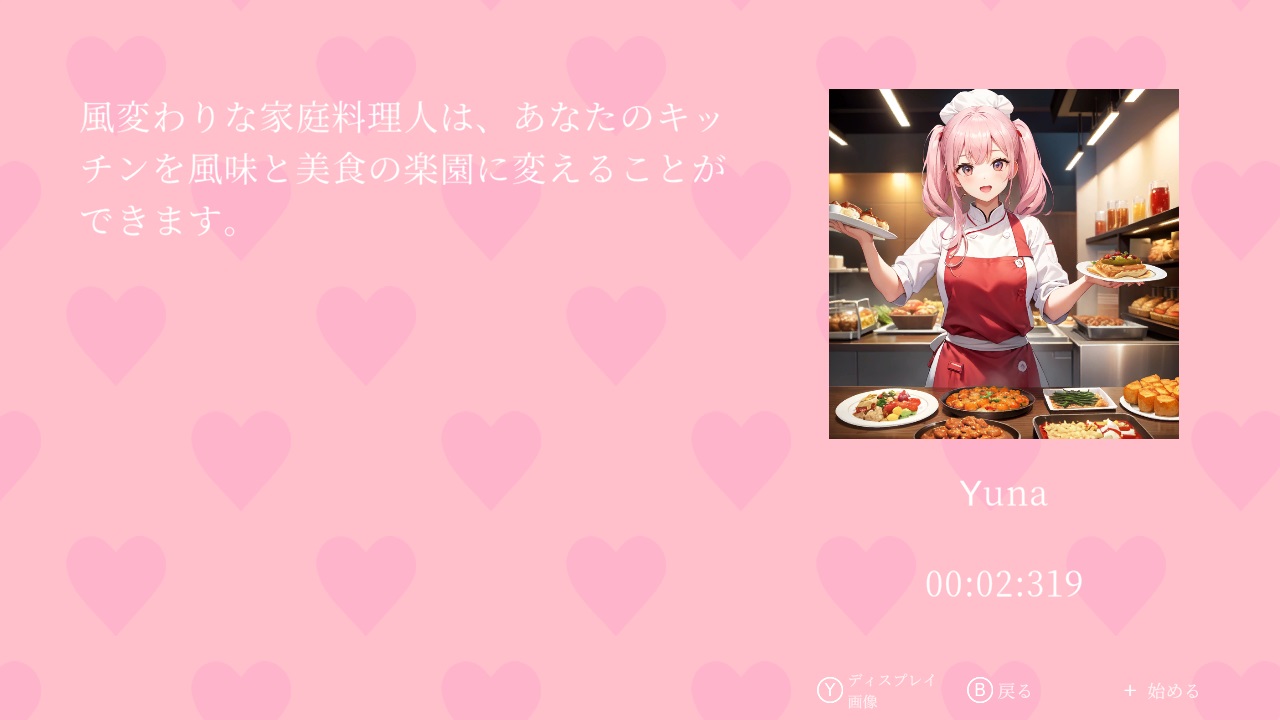 風変わりな家庭料理人は、あなたのキッ
チンを風味と美食の楽園に変えることが
できます。
Yuna
00:02:319
Y ディスプレイ
画像
B 戻る
+ 始める